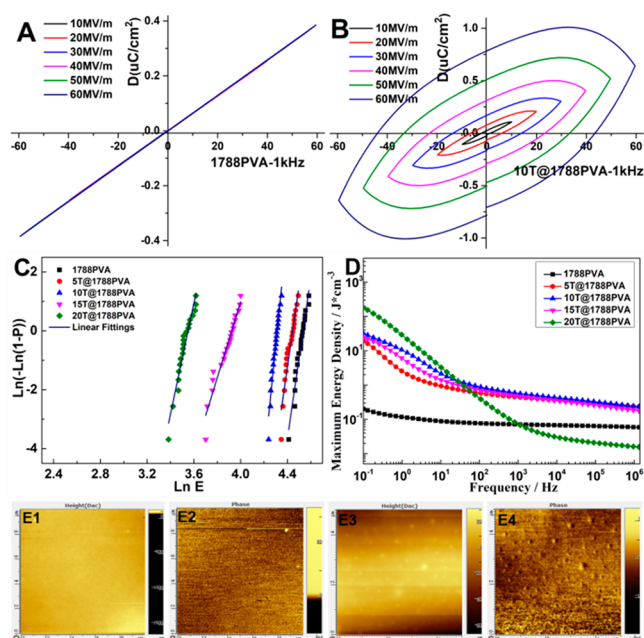 A
10MV/m
20MV/m
30MV/m
40MV/m
50MV/m
60MV/m
D(uC/cm²)
0.4
0.2
0.0
-0.2
-0.4
-60 -40 -20 0 20 40 60
1788PVA-1kHz
B
10MV/m
20MV/m
30MV/m
40MV/m
50MV/m
60MV/m
D(uC/cm²)
1.0
0.5
0.0
-0.5
-1.0
-60 -40 -20 0 20 40 60
10T@1788PVA-1kHz
C
1788PVA
5T@1788PVA
10T@1788PVA
15T@1788PVA
20T@1788PVA
Linear Fittings
Ln(-Ln(1-P))
2
0
-2
-4
2.4 2.8 3.2 3.6 4.0 4.4
Ln E
D
1788PVA
5T@1788PVA
10T@1788PVA
15T@1788PVA
20T@1788PVA
Maximum Energy Density / J*cm⁻³
10³
10¹
10⁻¹
10⁻¹ 10⁰ 10¹ 10² 10³ 10⁴ 10⁵ 10⁶
Frequency / Hz
E1
Height(Dac)
E2
Phase
E3
Height(Dac)
E4
Phase